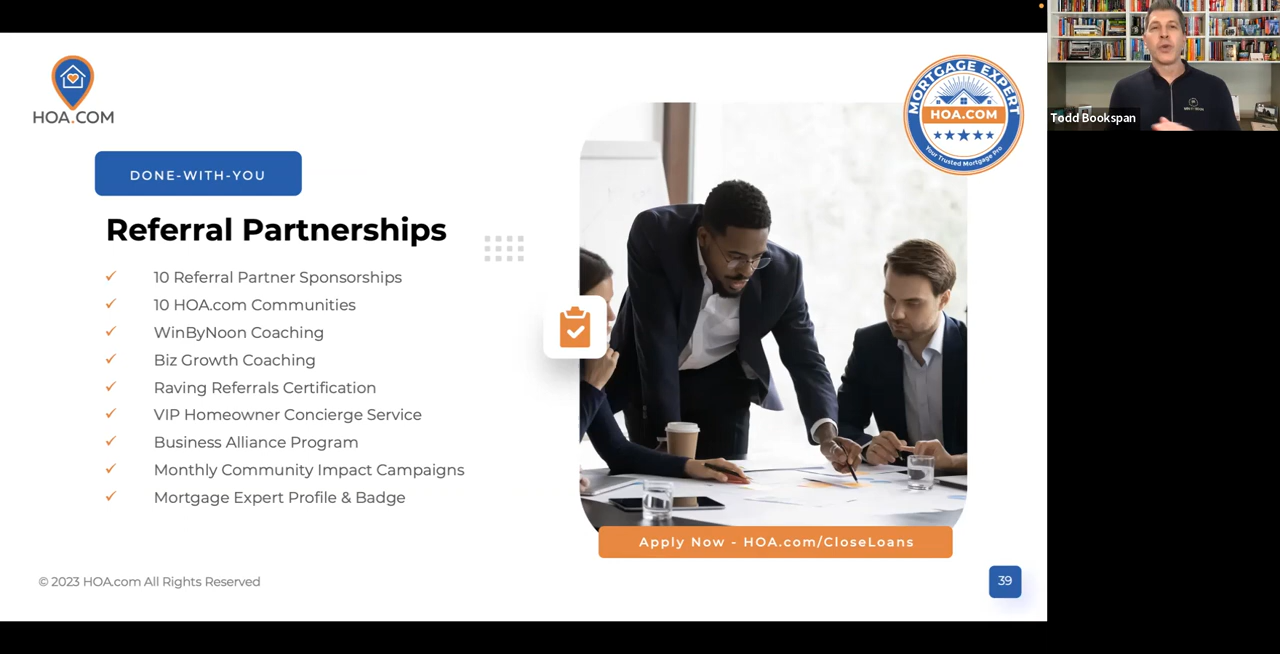 HOA.COM
MORTGAGE EXPERT
HOA.COM
Your Trusted Mortgage Pro
Todd Bookspan
DONE-WITH-YOU
Referral Partnerships
10 Referral Partner Sponsorships
10 HOA.com Communities
WinByNoon Coaching
Biz Growth Coaching
Raving Referrals Certification
VIP Homeowner Concierge Service
Business Alliance Program
Monthly Community Impact Campaigns
Mortgage Expert Profile & Badge
Apply Now - HOA.com/CloseLoans
© 2023 HOA.com All Rights Reserved
39